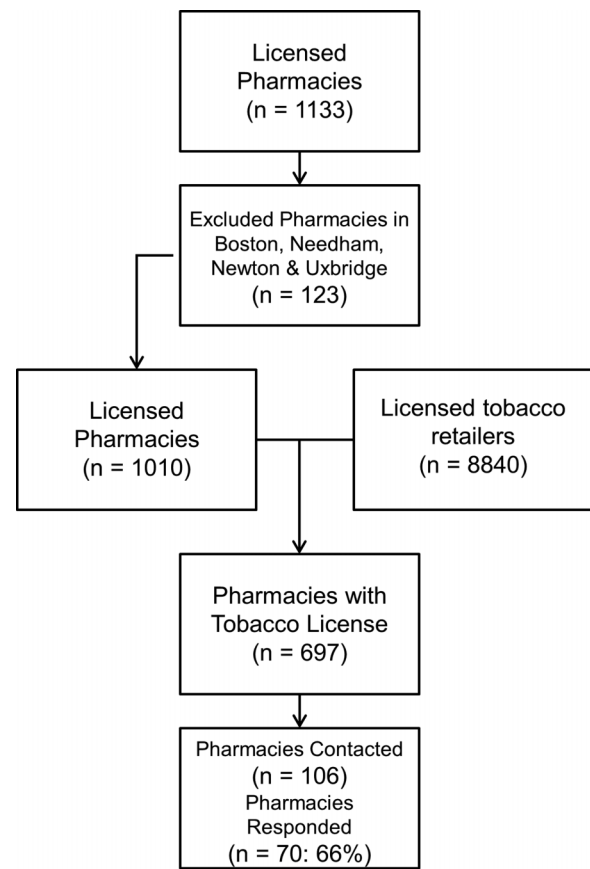 Licensed
Pharmacies
(n = 1133)
Excluded Pharmacies in
Boston, Needham,
Newton & Uxbridge
(n = 123)
Licensed
Pharmacies
(n = 1010)
Licensed tobacco
retailers
(n = 8840)
Pharmacies with
Tobacco License
(n = 697)
Pharmacies Contacted
(n = 106)
Pharmacies
Responded
(n = 70: 66%)